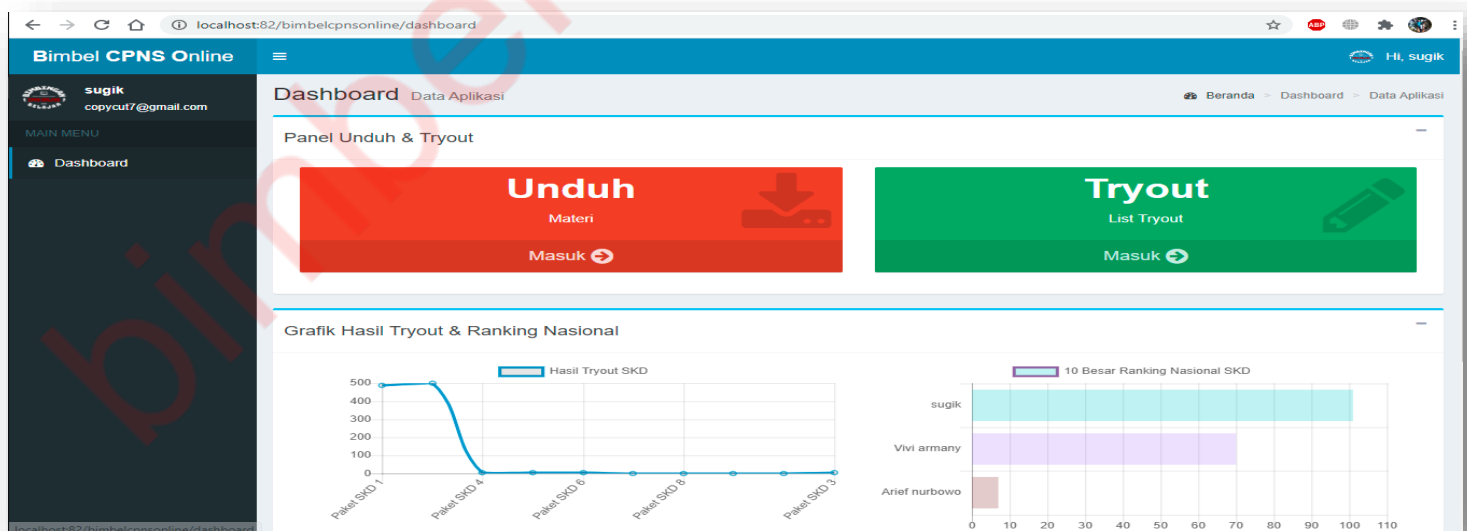 localhost:82/bimbelcpnsonline/dashboard
ABP
Bimbel CPNS Online
Hi, sugik
sugik
copycut7@gmail.com
MAIN MENU
Dashboard
Dashboard Data Aplikasi
Beranda > Dashboard > Data Aplikasi
Panel Unduh & Tryout
Unduh
Materi
Masuk
Tryout
List Tryout
Masuk
Grafik Hasil Tryout & Ranking Nasional
Hasil Tryout SKD
500
400
300
200
100
0
Paket SKD 1
Paket SKD 4
Paket SKD 6
Paket SKD 8
Paket SKD 3
10 Besar Ranking Nasional SKD
sugik
Vivi armany
Arief nurbowo
0 10 20 30 40 50 60 70 80 90 100 110
localhost:82/bimbelcpnsonline/dashboard
bimbe